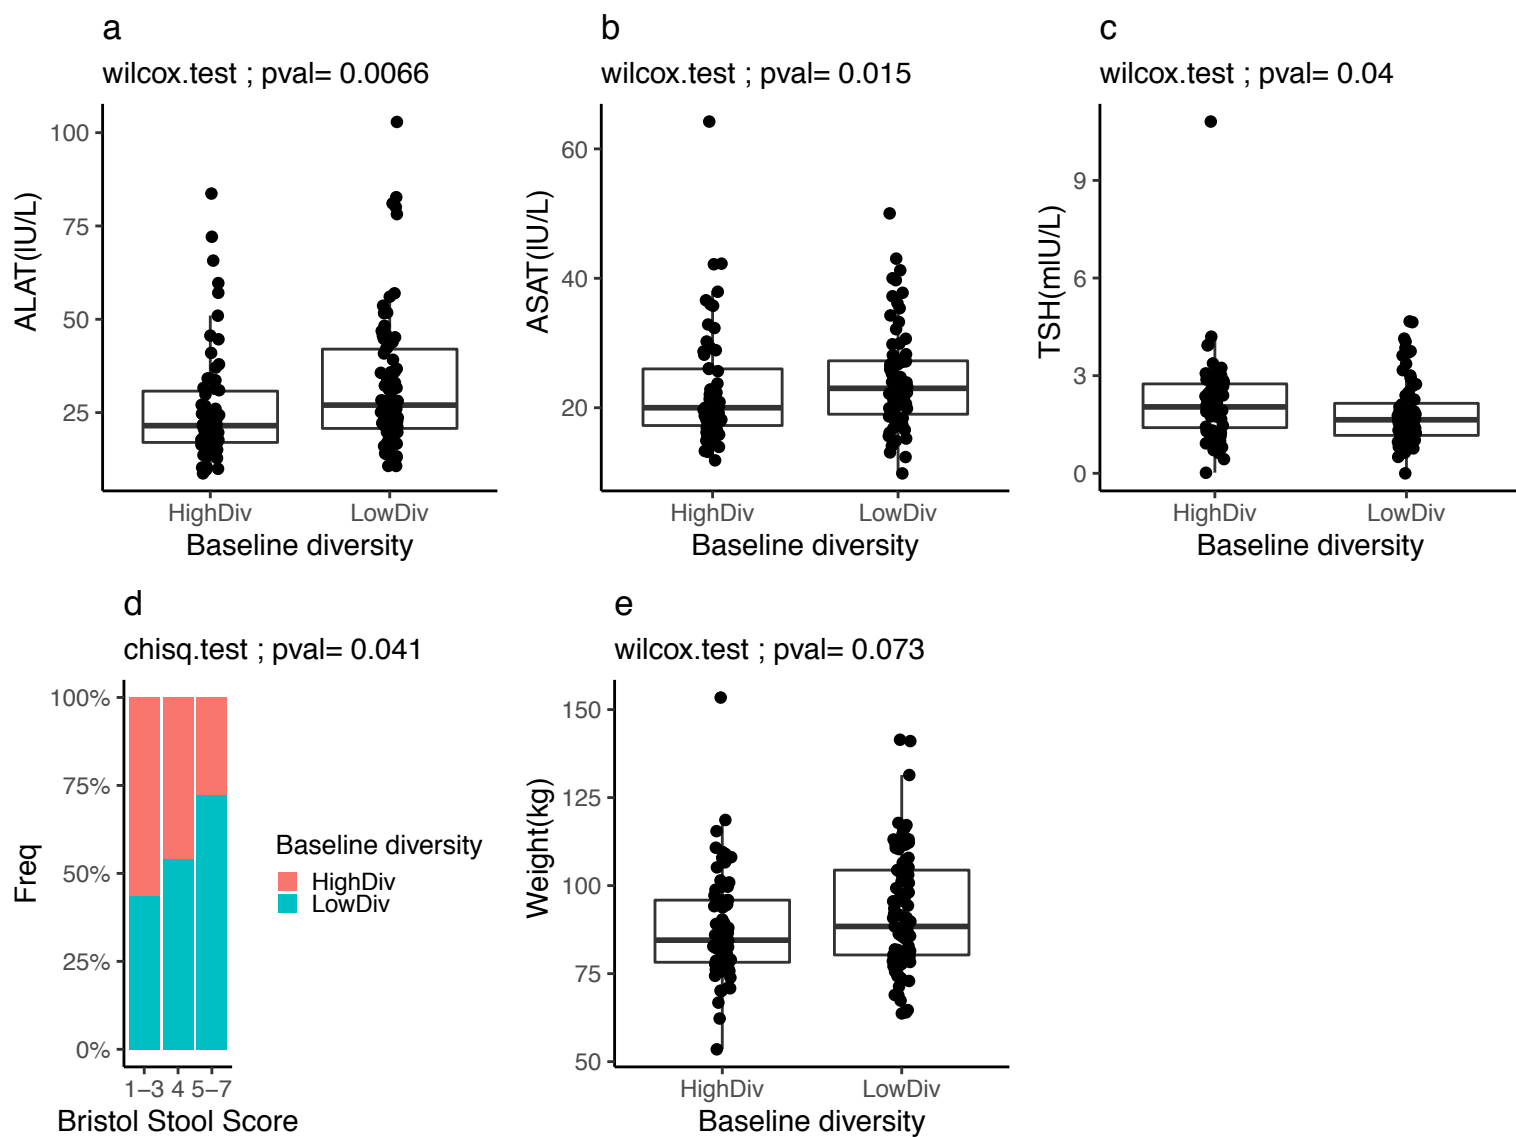 a
wilcox.test ; pval= 0.0066
ALAT(IU/L)
100
75
50
25
HighDiv
LowDiv
Baseline diversity
b
wilcox.test ; pval= 0.015
ASAT(IU/L)
60
40
20
HighDiv
LowDiv
Baseline diversity
c
wilcox.test ; pval= 0.04
TSH(mIU/L)
9
6
3
0
HighDiv
LowDiv
Baseline diversity
d
chisq.test ; pval= 0.041
Freq
100%
75%
50%
25%
0%
1–3 4 5–7
Bristol Stool Score
Baseline diversity
HighDiv
LowDiv
e
wilcox.test ; pval= 0.073
Weight(kg)
150
125
100
75
50
HighDiv
LowDiv
Baseline diversity